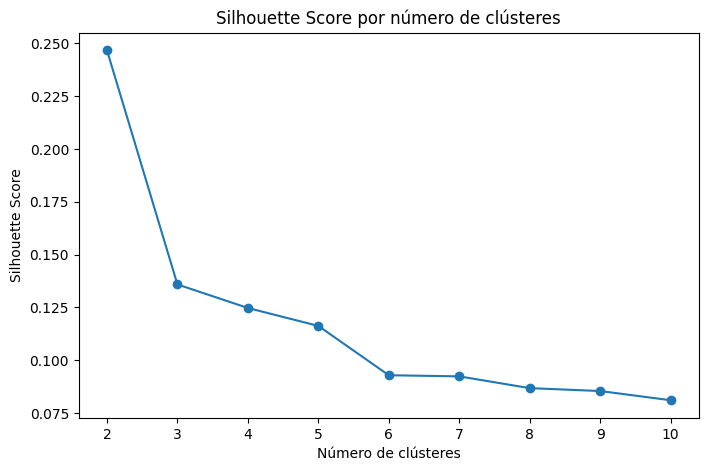 Silhouette Score por número de clústeres
Silhouette Score
0.250
0.225
0.200
0.175
0.150
0.125
0.100
0.075
2 3 4 5 6 7 8 9 10
Número de clústeres